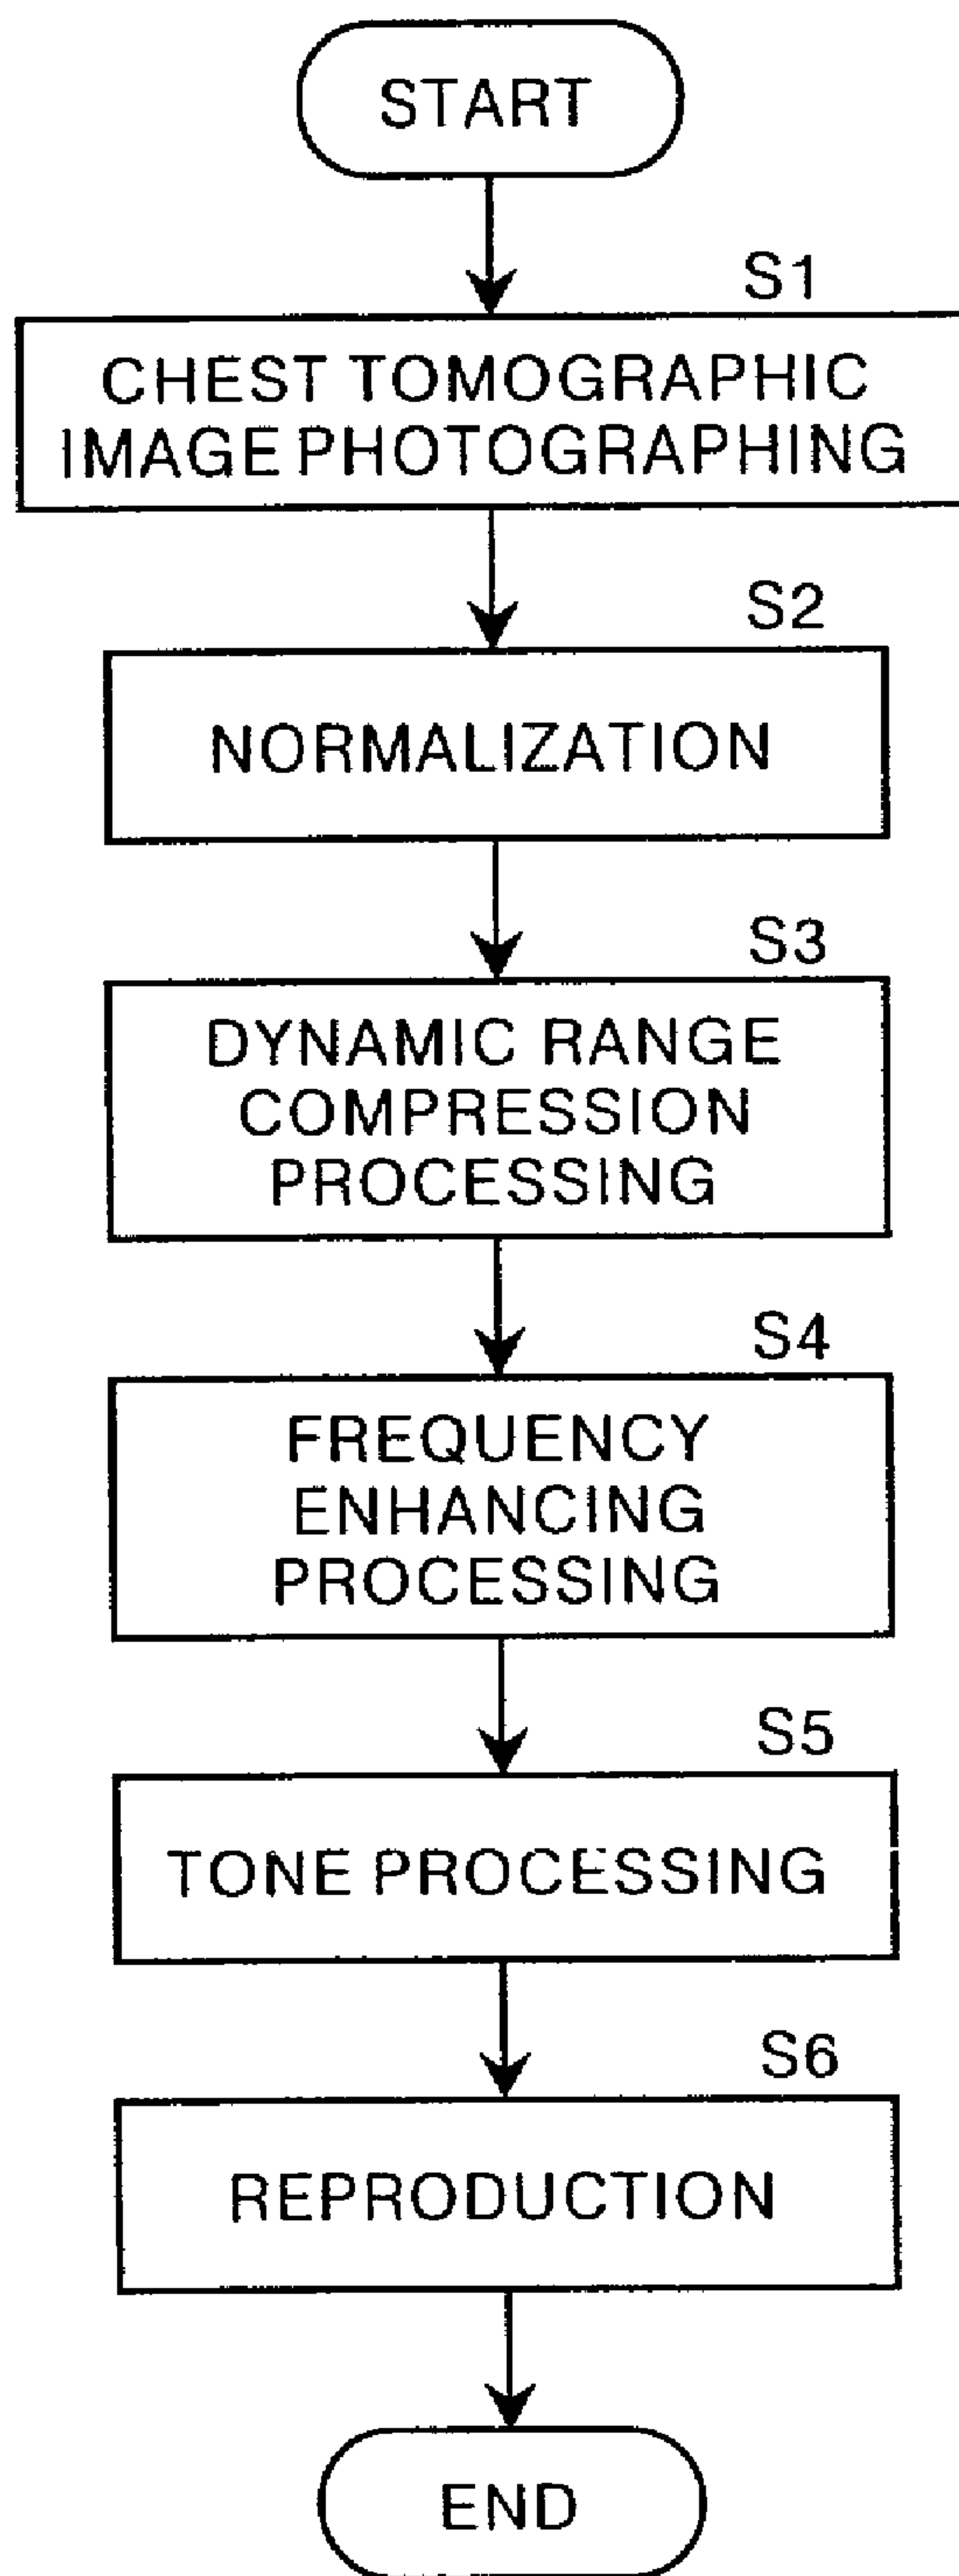 START
S1
CHEST TOMOGRAPHIC
IMAGE PHOTOGRAPHING
S2
NORMALIZATION
S3
DYNAMIC RANGE
COMPRESSION
PROCESSING
S4
FREQUENCY
ENHANCING
PROCESSING
S5
TONE PROCESSING
S6
REPRODUCTION
END